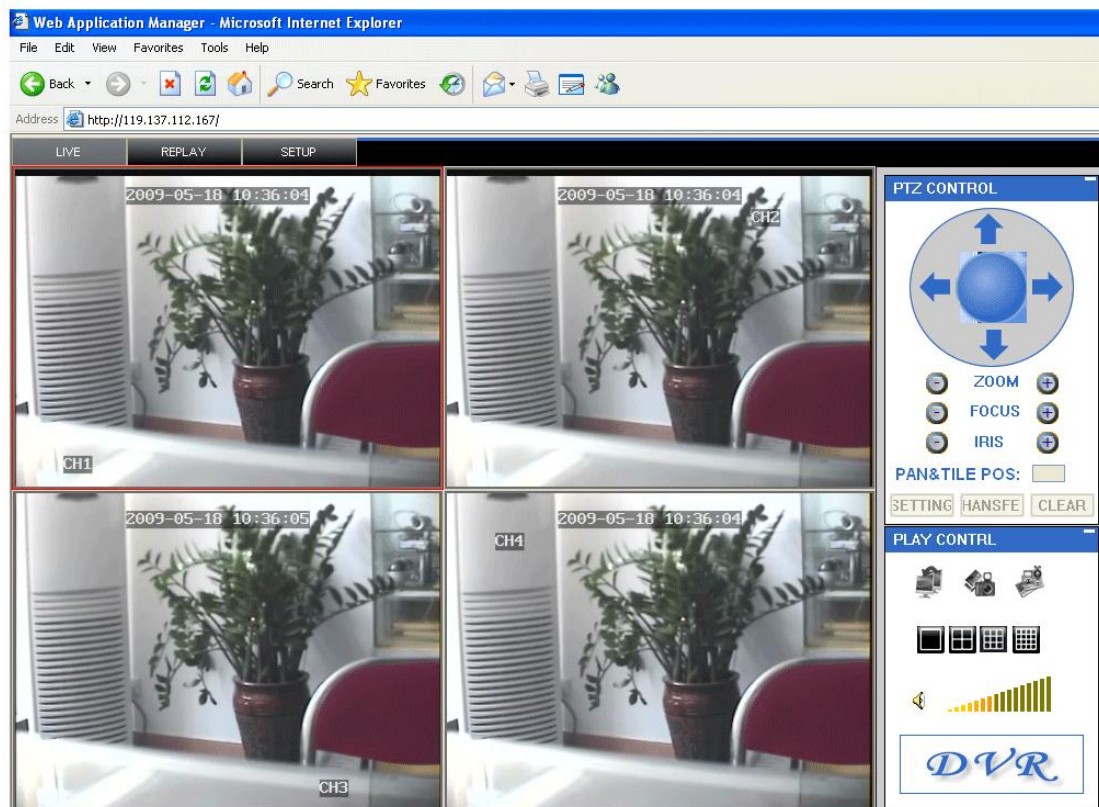 Web Application Manager - Microsoft Internet Explorer
File Edit View Favorites Tools Help
Back Search Favorites
Address http://119.137.112.167/
LIVE REPLAY SETUP
2009-05-18 10:36:04
CH1
2009-05-18 10:36:04
CH2
2009-05-18 10:36:05
CH3
2009-05-18 10:36:04
CH4
PTZ CONTROL
- ZOOM +
- FOCUS +
- IRIS +
PAN&TILE POS:
SETTING HANSFE CLEAR
PLAY CONTRL
DVR